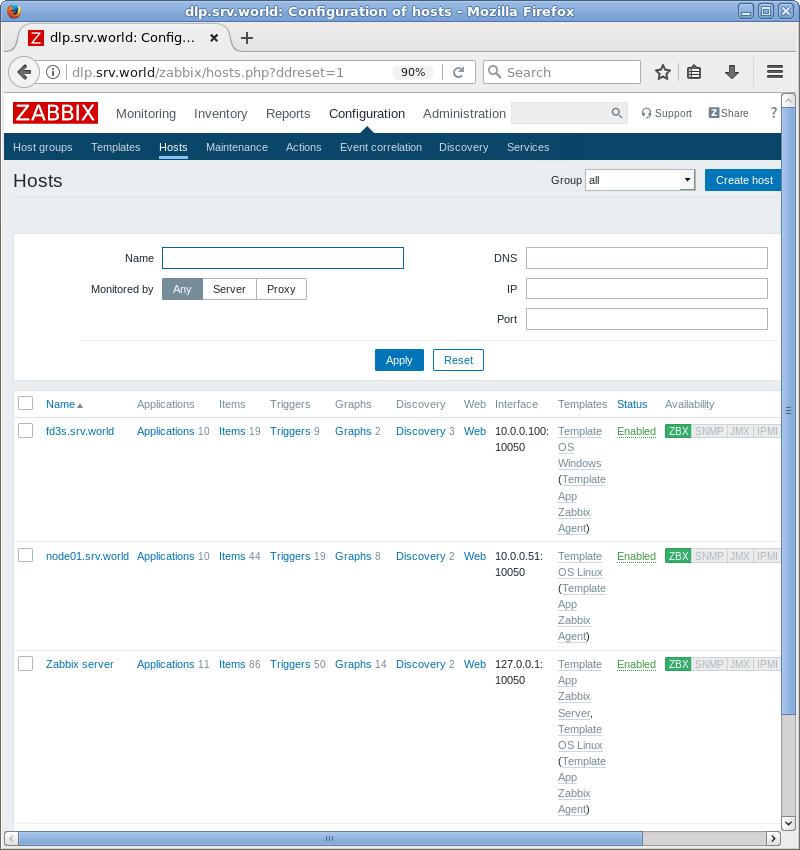 dlp.srv.world: Configuration of hosts - Mozilla Firefox
Z dlp.srv.world: Config... ×
dlp.srv.world/zabbix/hosts.php?ddreset=1 90% Search
ZABBIX Monitoring Inventory Reports Configuration Administration Support Z Share ?
Host groups Templates Hosts Maintenance Actions Event correlation Discovery Services
Hosts Group all Create host
Name DNS
Monitored by Any Server Proxy IP
Port
Apply Reset
Name Applications Items Triggers Graphs Discovery Web Interface Templates Status Availability
fd3s.srv.world Applications 10 Items 19 Triggers 9 Graphs 2 Discovery 3 Web 10.0.0.100: Template Enabled ZBX SNMP JMX IPMI
10050 OS
Windows
(Template
App
Zabbix
Agent)
node01.srv.world Applications 10 Items 44 Triggers 19 Graphs 8 Discovery 2 Web 10.0.0.51: Template Enabled ZBX SNMP JMX IPMI
10050 OS Linux
(Template
App
Zabbix
Agent)
Zabbix server Applications 11 Items 86 Triggers 50 Graphs 14 Discovery 2 Web 127.0.0.1: Template Enabled ZBX SNMP JMX IPMI
10050 App
Zabbix
Server,
Template
OS Linux
(Template
App
Zabbix
Agent)